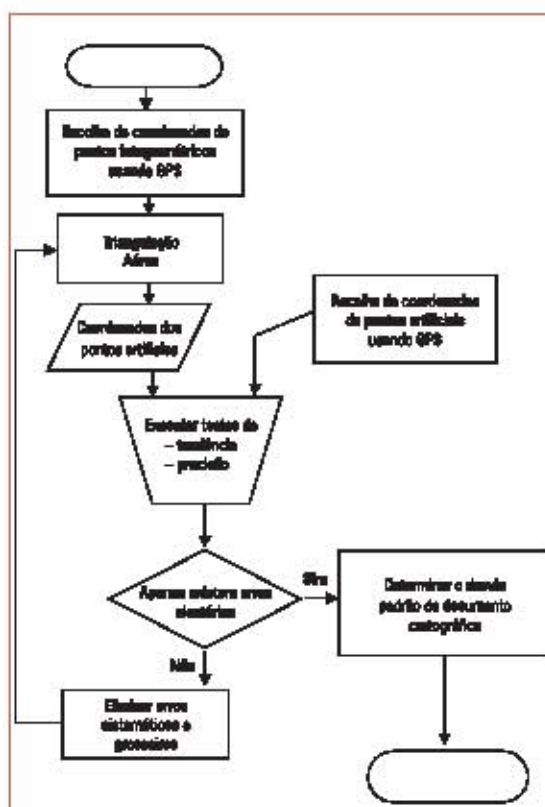 Recolha de coordenadas de
pontos fotogramétricos
usando GPS
Triangulação
Aérea
Coordenadas dos
pontos artificiais
Recolha de coordenadas
de pontos artificiais
usando GPS
Executar testes de
– tendência
– precisão
Apenas existem erros
aleatórios
Sim
Determinar o desvio
padrão do documento
cartográfico
Não
Eliminar erros
sistemáticos e
grosseiros